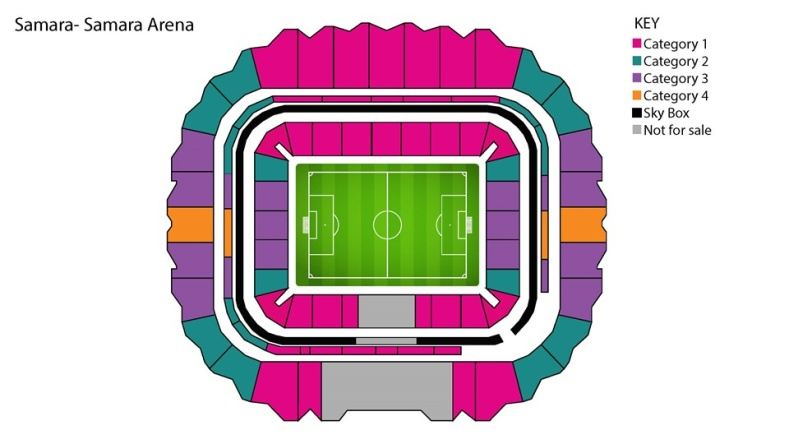 Samara- Samara Arena
KEY
Category 1
Category 2
Category 3
Category 4
Sky Box
Not for sale